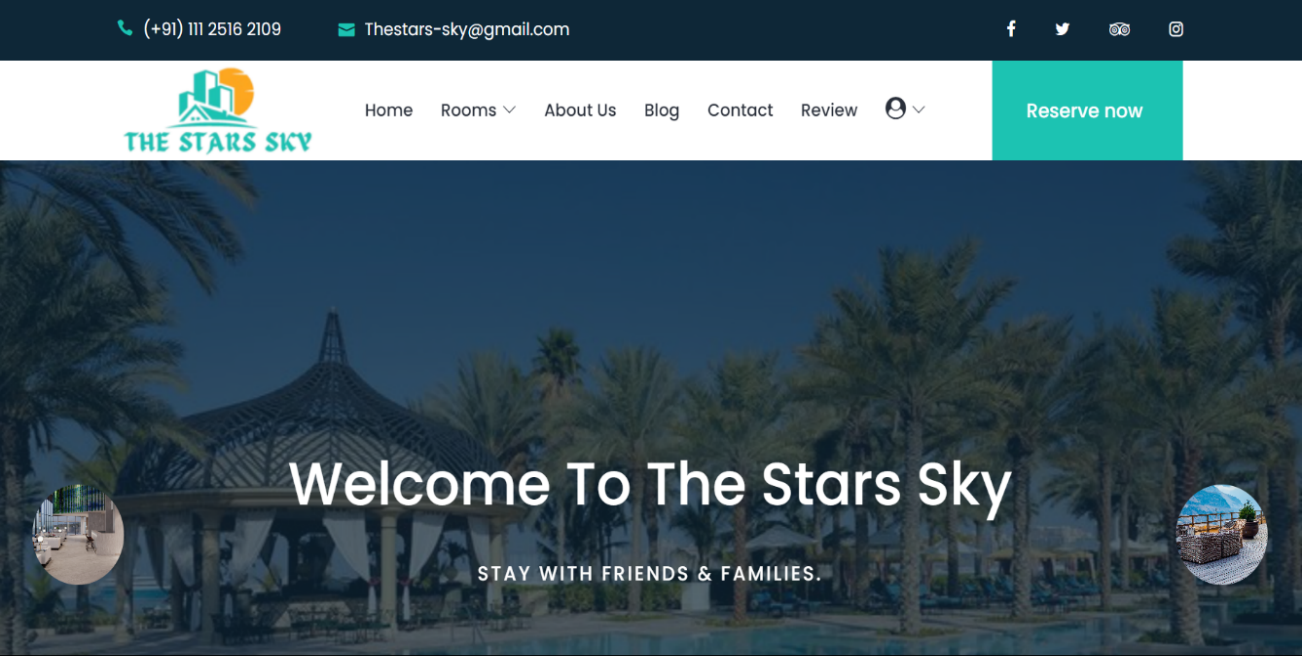 (+91) 111 2516 2109 Thestars-sky@gmail.com
THE STARS SKY
Home Rooms About Us Blog Contact Review
Reserve now
Welcome To The Stars Sky
STAY WITH FRIENDS & FAMILIES.